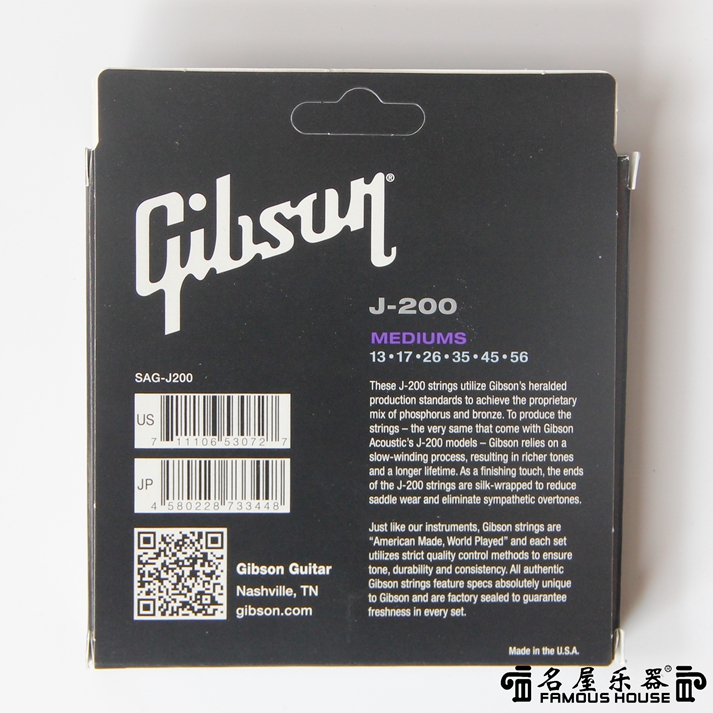 Gibson®
J-200
MEDIUMS
13•17•26•35•45•56
SAG-J200
US
7 11106 53072 7
JP
4 580228 733448
Gibson Guitar
Nashville, TN
gibson.com
These J-200 strings utilize Gibson's heralded
production standards to achieve the proprietary
mix of phosphorus and bronze. To produce the
strings – the very same that come with Gibson
Acoustic's J-200 models – Gibson relies on a
slow-winding process, resulting in richer tones
and a longer lifetime. As a finishing touch, the ends
of the J-200 strings are silk-wrapped to reduce
saddle wear and eliminate sympathetic overtones.
Just like our instruments, Gibson strings are
“American Made, World Played” and each set
utilizes strict quality control methods to ensure
tone, durability and consistency. All authentic
Gibson strings feature specs absolutely unique
to Gibson and are factory sealed to guarantee
freshness in every set.
Made in the U.S.A.
名屋乐器®
FAMOUS HOUSE